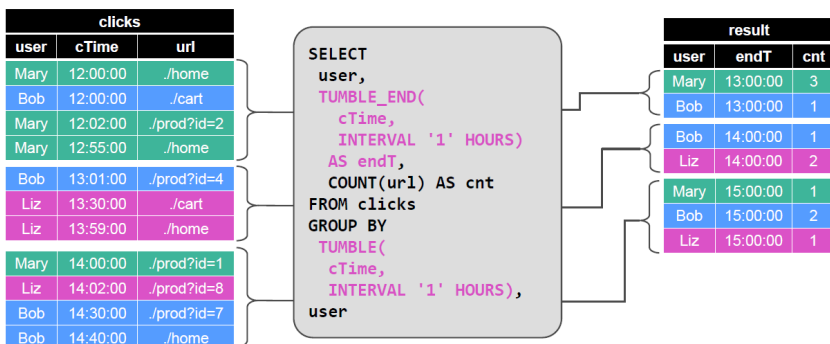 clicks
user cTime url
Mary 12:00:00 ./home
Bob 12:00:00 ./cart
Mary 12:02:00 ./prod?id=2
Mary 12:55:00 ./home
Bob 13:01:00 ./prod?id=4
Liz 13:30:00 ./cart
Liz 13:59:00 ./home
Mary 14:00:00 ./prod?id=1
Liz 14:02:00 ./prod?id=8
Bob 14:30:00 ./prod?id=7
Bob 14:40:00 ./home
SELECT
user,
TUMBLE_END(
cTime,
INTERVAL '1' HOURS)
AS endT,
COUNT(url) AS cnt
FROM clicks
GROUP BY
TUMBLE(
cTime,
INTERVAL '1' HOURS),
user
result
user endT cnt
Mary 13:00:00 3
Bob 13:00:00 1
Bob 14:00:00 1
Liz 14:00:00 2
Mary 15:00:00 1
Bob 15:00:00 2
Liz 15:00:00 1